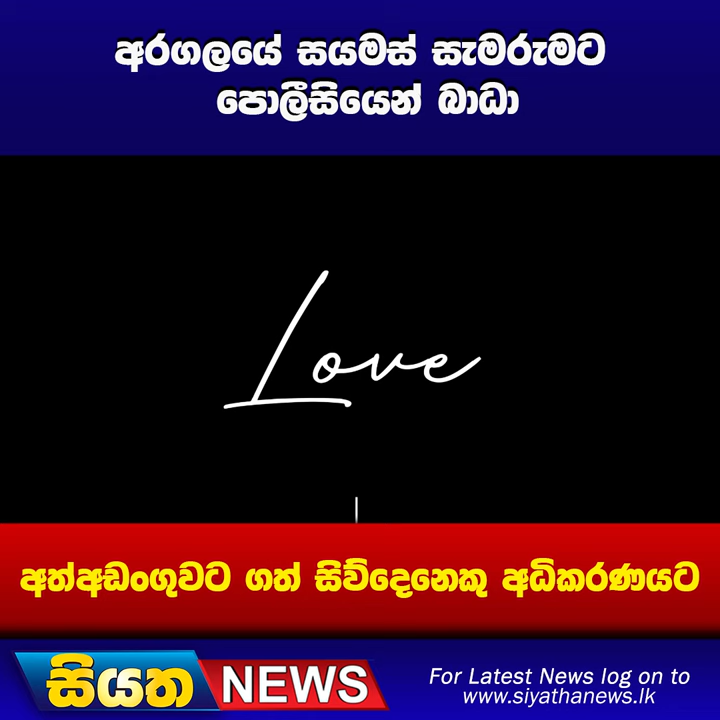 අරගලයේ සයමස් සැමරුමට
පොලීසියෙන් බාධා
Love
අත්අඩංගුවට ගත් සිව්දෙනෙකු අධිකරණයට
සියත NEWS
For Latest News log on to
www.siyathanews.lk